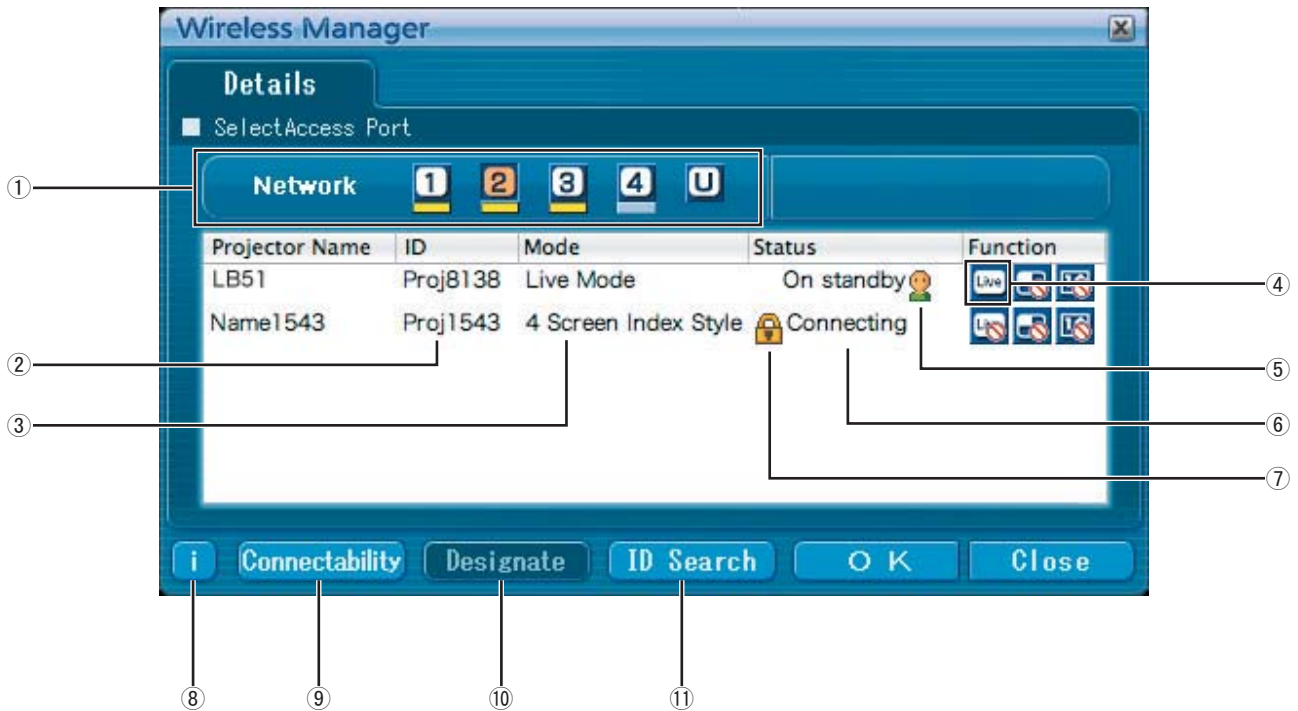 Wireless Manager
Details
SelectAccess Port
① Network 1 2 3 4 U
Projector Name ID Mode Status Function
LB51 Proj8138 Live Mode On standby Live ④
Name1543 Proj1543 4 Screen Index Style Connecting
② ⑤
③ ⑥
⑦
i Connectability Designate ID Search OK Close
⑧ ⑨ ⑩ ⑪